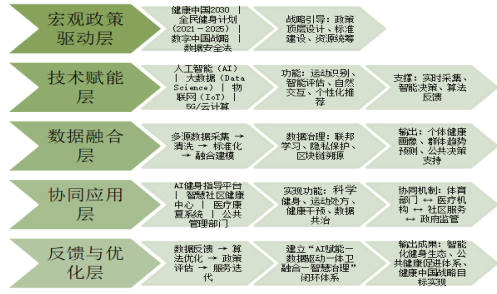 宏观政策
驱动层
健康中国2030 |
全民健身计划
(2021-2025) |
数字中国战略 |
数据安全法
战略引导：政策
顶层设计、标准
建设、资源统筹
技术赋能
层
人工智能（AI）
| 大数据（Data
Science） | 物
联网（IoT） |
5G/云计算
功能：运动识别、
智能评估、自然
交互、个性化推
荐
支撑：实时采集、
智能决策、算法
反馈
数据融合
层
多源数据采集 →
清洗 → 标准化
→ 融合建模
数据治理：联邦
学习、隐私保护、
区块链溯源
输出：个体健康
画像、群体趋势
预测、公共决策
支持
协同应用
层
AI健身指导平台
| 智慧社区健康
中心 | 医疗康
复系统 | 公共
管理部门
实现功能：科学
健身、运动处方、
健康干预、数据
共治
协同机制：体育
部门 ↔ 医疗机
构 ↔ 社区服务
↔ 政府监管
反馈与优
化层
数据反馈 → 算
法优化 → 政策
评估 → 服务迭
代
建立“AI赋能—
数据驱动—体卫
融合—智慧治理”
闭环体系
输出成果：智能
化健身生态、公
共健康促进体系、
健康中国战略目
标实现